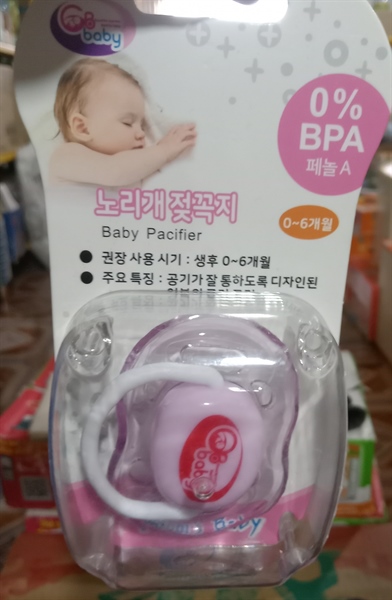 GB
baby
0%
BPA
페놀 A
노리개 젖꼭지
Baby Pacifier
0~6개월
● 권장 사용 시기 : 생후 0~6개월
● 주요 특징 : 공기가 잘 통하도록 디자인된
GB
baby
Baby